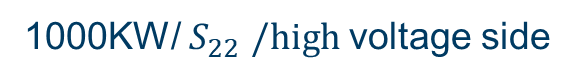 1000KW/ S₂₂ /high voltage side